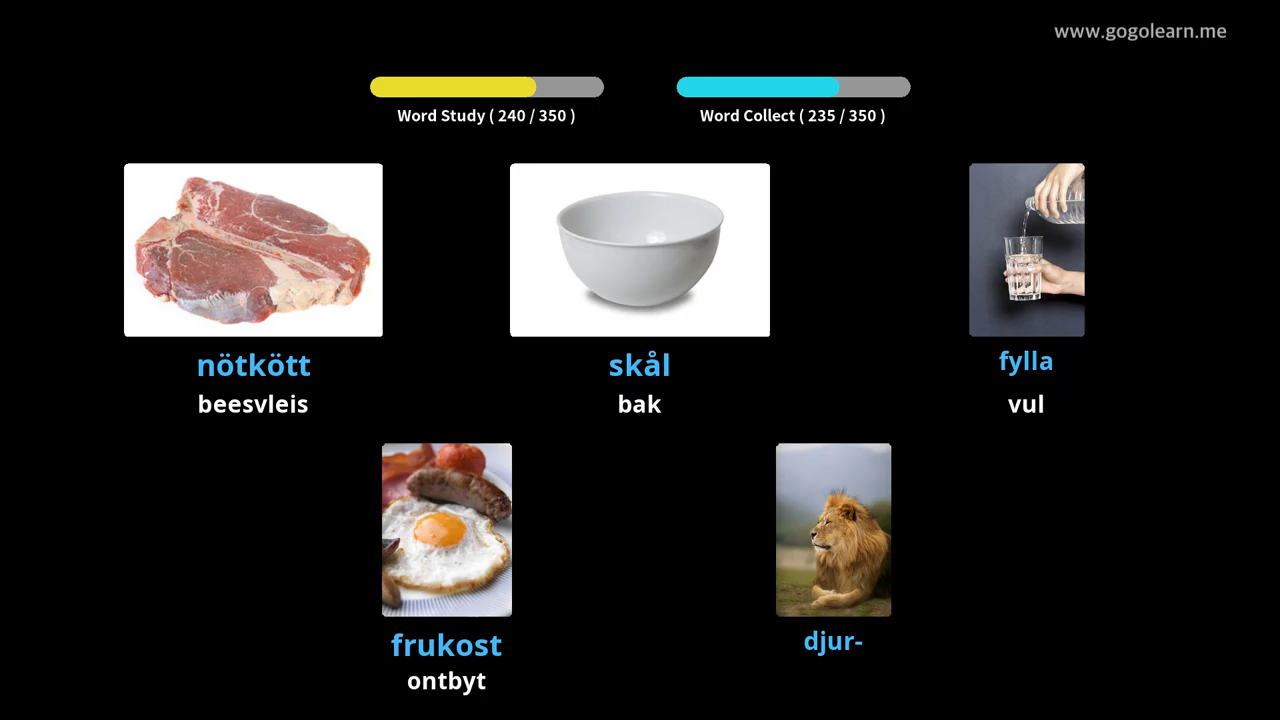 www.gogolearn.me
Word Study ( 240 / 350 )
Word Collect ( 235 / 350 )
nötkött
beesvleis
skål
bak
fylla
vul
frukost
ontbyt
djur-